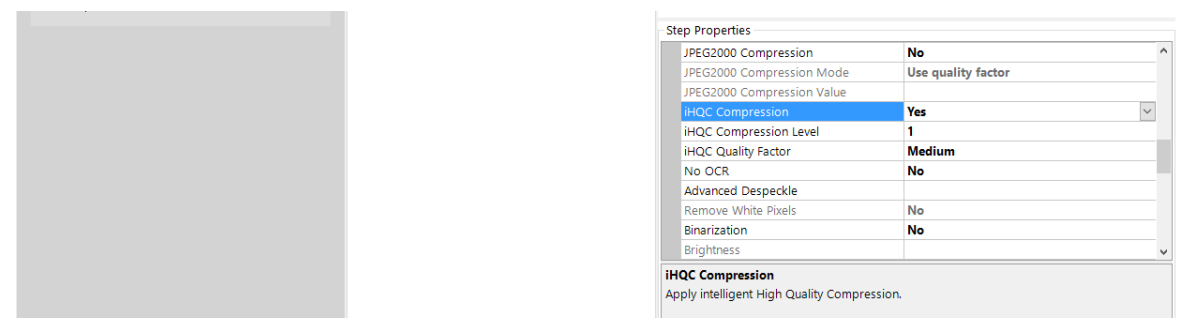 Step Properties
JPEG2000 Compression No
JPEG2000 Compression Mode Use quality factor
JPEG2000 Compression Value
iHQC Compression Yes
iHQC Compression Level 1
iHQC Quality Factor Medium
No OCR No
Advanced Despeckle
Remove White Pixels No
Binarization No
Brightness
iHQC Compression
Apply intelligent High Quality Compression.